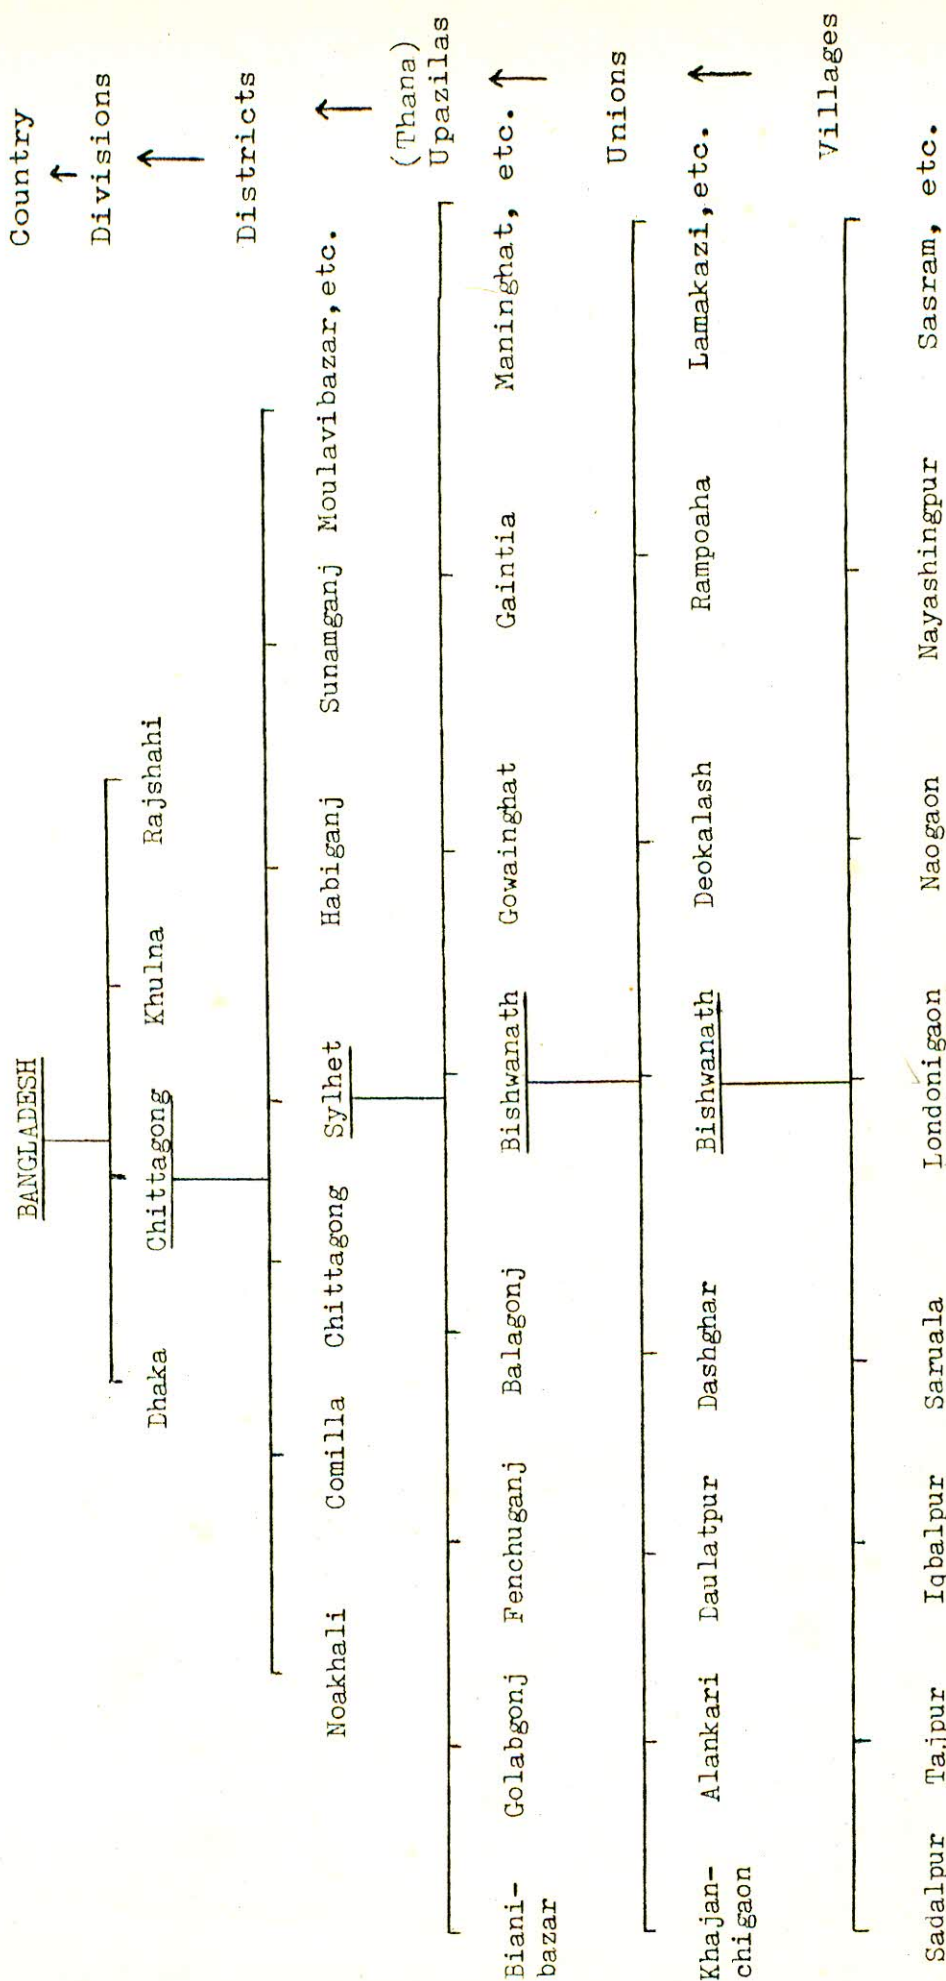 BANGLADESH Country
Divisions
Dhaka Chittagong Khulna Rajshahi
Districts
Noakhali Comilla Chittagong Sylhet Habiganj Sunamganj Moulavibazar, etc.
(Thana)
Upazilas
Biani-
bazar Golabgonj Fenchuganj Balagonj Bishwanath Gowainghat Gaintia Maninghat, etc.
Unions
Khajan-
chigaon Alankari Daulatpur Dashghar Bishwanath Deokalash Rampoaha Lamakazi, etc.
Villages
Sadalpur Tajpur Iqbalpur Saruala Londonigaon Naogaon Nayashingpur Sasram, etc.